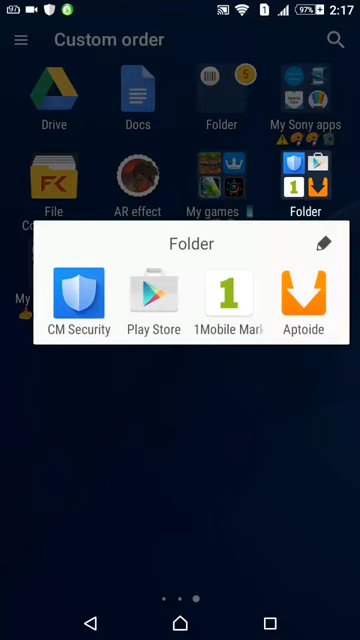 97% 2:17
Custom order
Drive Docs Folder My Sony apps
File AR effect My games Folder
Folder
CM Security Play Store 1Mobile Mark Aptoide
My